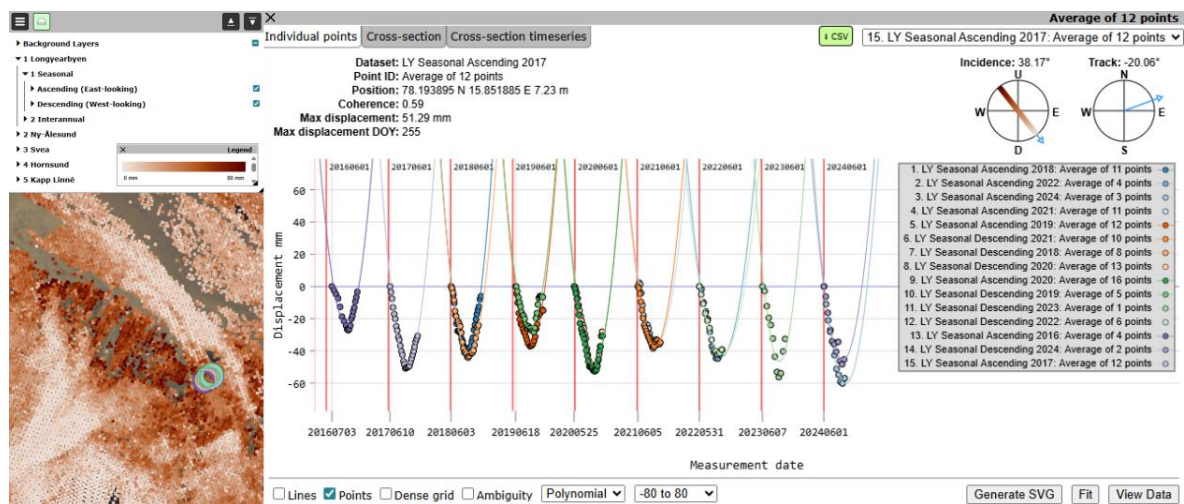 Average of 12 points
Individual points
Cross-section
Cross-section timeseries
⬇ CSV
15. LY Seasonal Ascending 2017: Average of 12 points
Background Layers
1 Longyearbyen
1 Seasonal
Ascending (East-looking)
Descending (West-looking)
2 Interannual
2 Ny-Ålesund
3 Svea
4 Hornsund
5 Kapp Linné
Legend
0 mm
80 mm
Dataset: LY Seasonal Ascending 2017
Point ID: Average of 12 points
Position: 78.193895 N 15.851885 E 7.23 m
Coherence: 0.59
Max displacement: 51.29 mm
Max displacement DOY: 255
Incidence: 38.17°
U
W
E
D
Track: -20.06°
N
W
E
S
20160601
20170601
20180601
20190601
20200601
20210601
20220601
20230601
20240601
Displacement mm
60
40
20
0
-20
-40
-60
20160703
20170610
20180603
20190618
20200525
20210605
20220531
20230607
20240601
Measurement date
1. LY Seasonal Ascending 2018: Average of 11 points
2. LY Seasonal Ascending 2022: Average of 4 points
3. LY Seasonal Ascending 2024: Average of 3 points
4. LY Seasonal Ascending 2021: Average of 11 points
5. LY Seasonal Ascending 2019: Average of 12 points
6. LY Seasonal Descending 2021: Average of 10 points
7. LY Seasonal Descending 2018: Average of 8 points
8. LY Seasonal Descending 2020: Average of 13 points
9. LY Seasonal Ascending 2020: Average of 16 points
10. LY Seasonal Descending 2019: Average of 5 points
11. LY Seasonal Ascending 2023: Average of 1 points
12. LY Seasonal Descending 2022: Average of 6 points
13. LY Seasonal Ascending 2016: Average of 4 points
14. LY Seasonal Descending 2024: Average of 2 points
15. LY Seasonal Ascending 2017: Average of 12 points
Lines
Points
Dense grid
Ambiguity
Polynomial
-80 to 80
Generate SVG
Fit
View Data